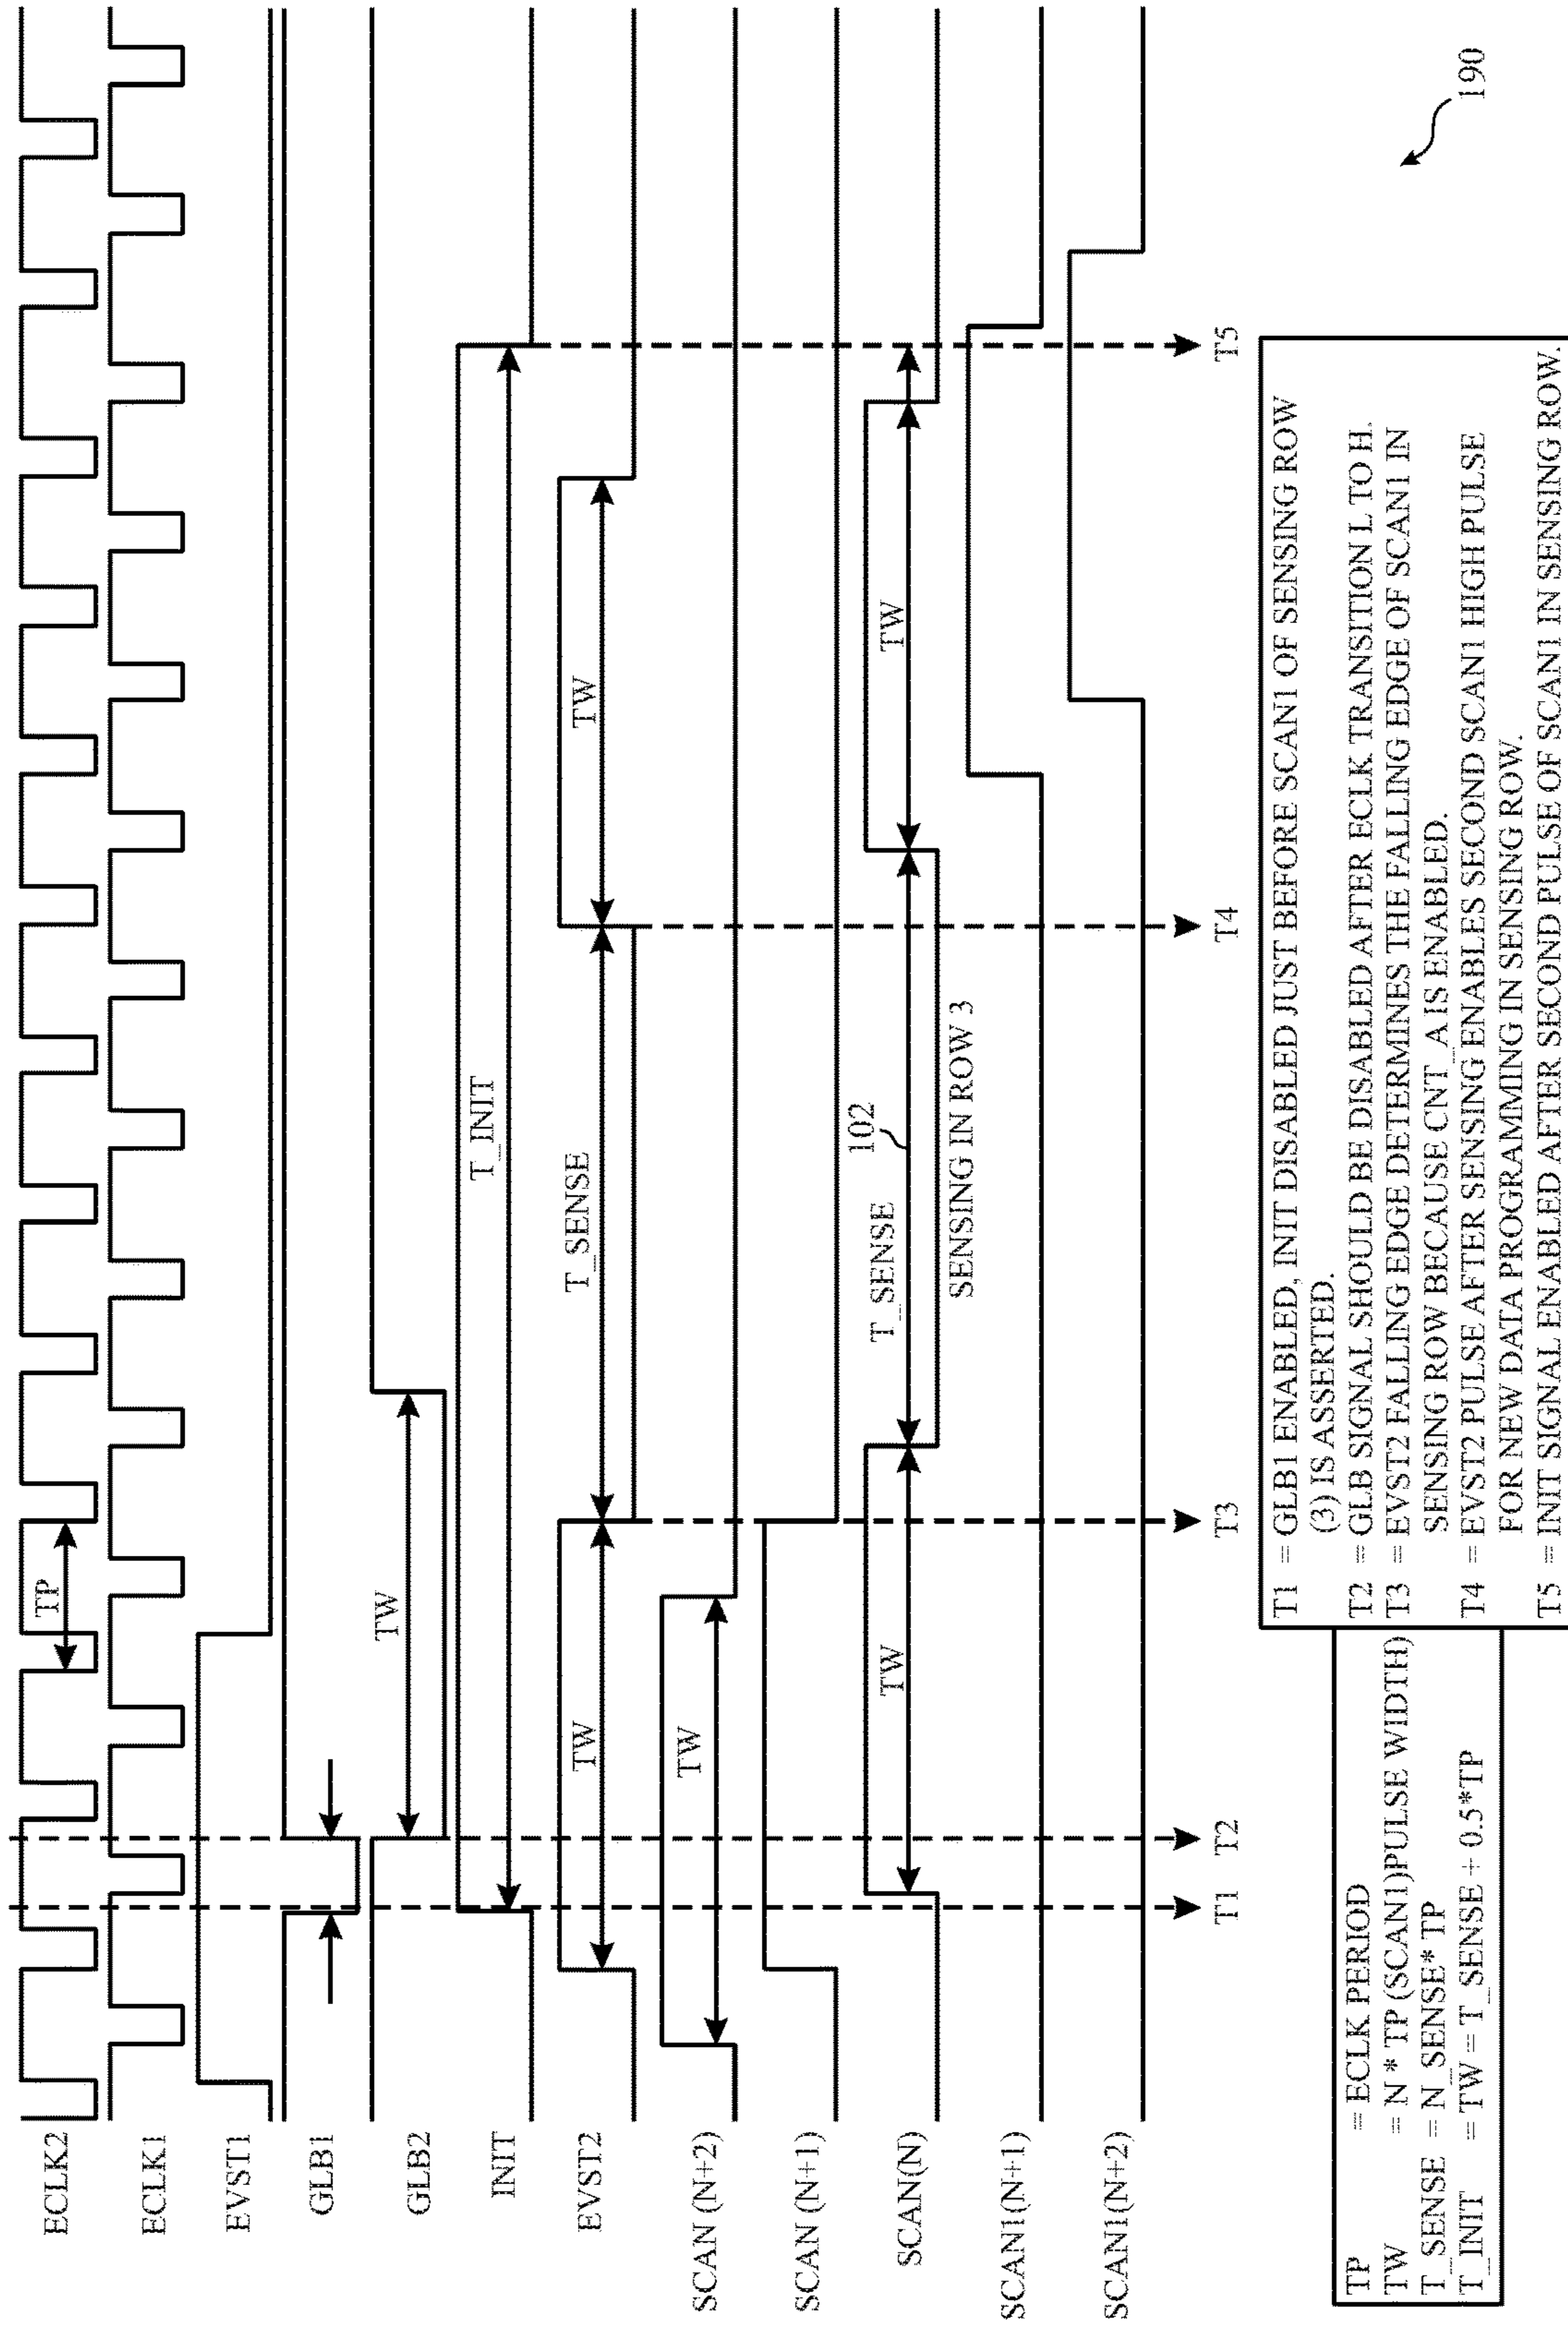 ECLK2
TP
ECLK1
EVST1
GLB1
GLB2
TW
INIT
T_INIT
EVST2
TW
T_SENSE
TW
SCAN (N+2)
TW
SCAN (N+1)
SCAN(N)
TW
T_SENSE
102
TW
SENSING IN ROW 3
SCAN1(N+1)
SCAN1(N+2)
T1
T2
T3
T4
T5
190
TP = ECLK PERIOD
TW = N * TP (SCAN1)PULSE WIDTH)
T_SENSE = N_SENSE* TP
T_INIT = TW = T_SENSE + 0.5*TP
T1 = GLB1 ENABLED, INIT DISABLED JUST BEFORE SCAN1 OF SENSING ROW
(3) IS ASSERTED.
T2 = GLB SIGNAL SHOULD BE DISABLED AFTER ECLK TRANSITION L TO H.
T3 = EVST2 FALLING EDGE DETERMINES THE FALLING EDGE OF SCAN1 IN
SENSING ROW BECAUSE CNT_A IS ENABLED.
T4 = EVST2 PULSE AFTER SENSING ENABLES SECOND SCAN1 HIGH PULSE
FOR NEW DATA PROGRAMMING IN SENSING ROW.
T5 = INIT SIGNAL ENABLED AFTER SECOND PULSE OF SCAN1 IN SENSING ROW.